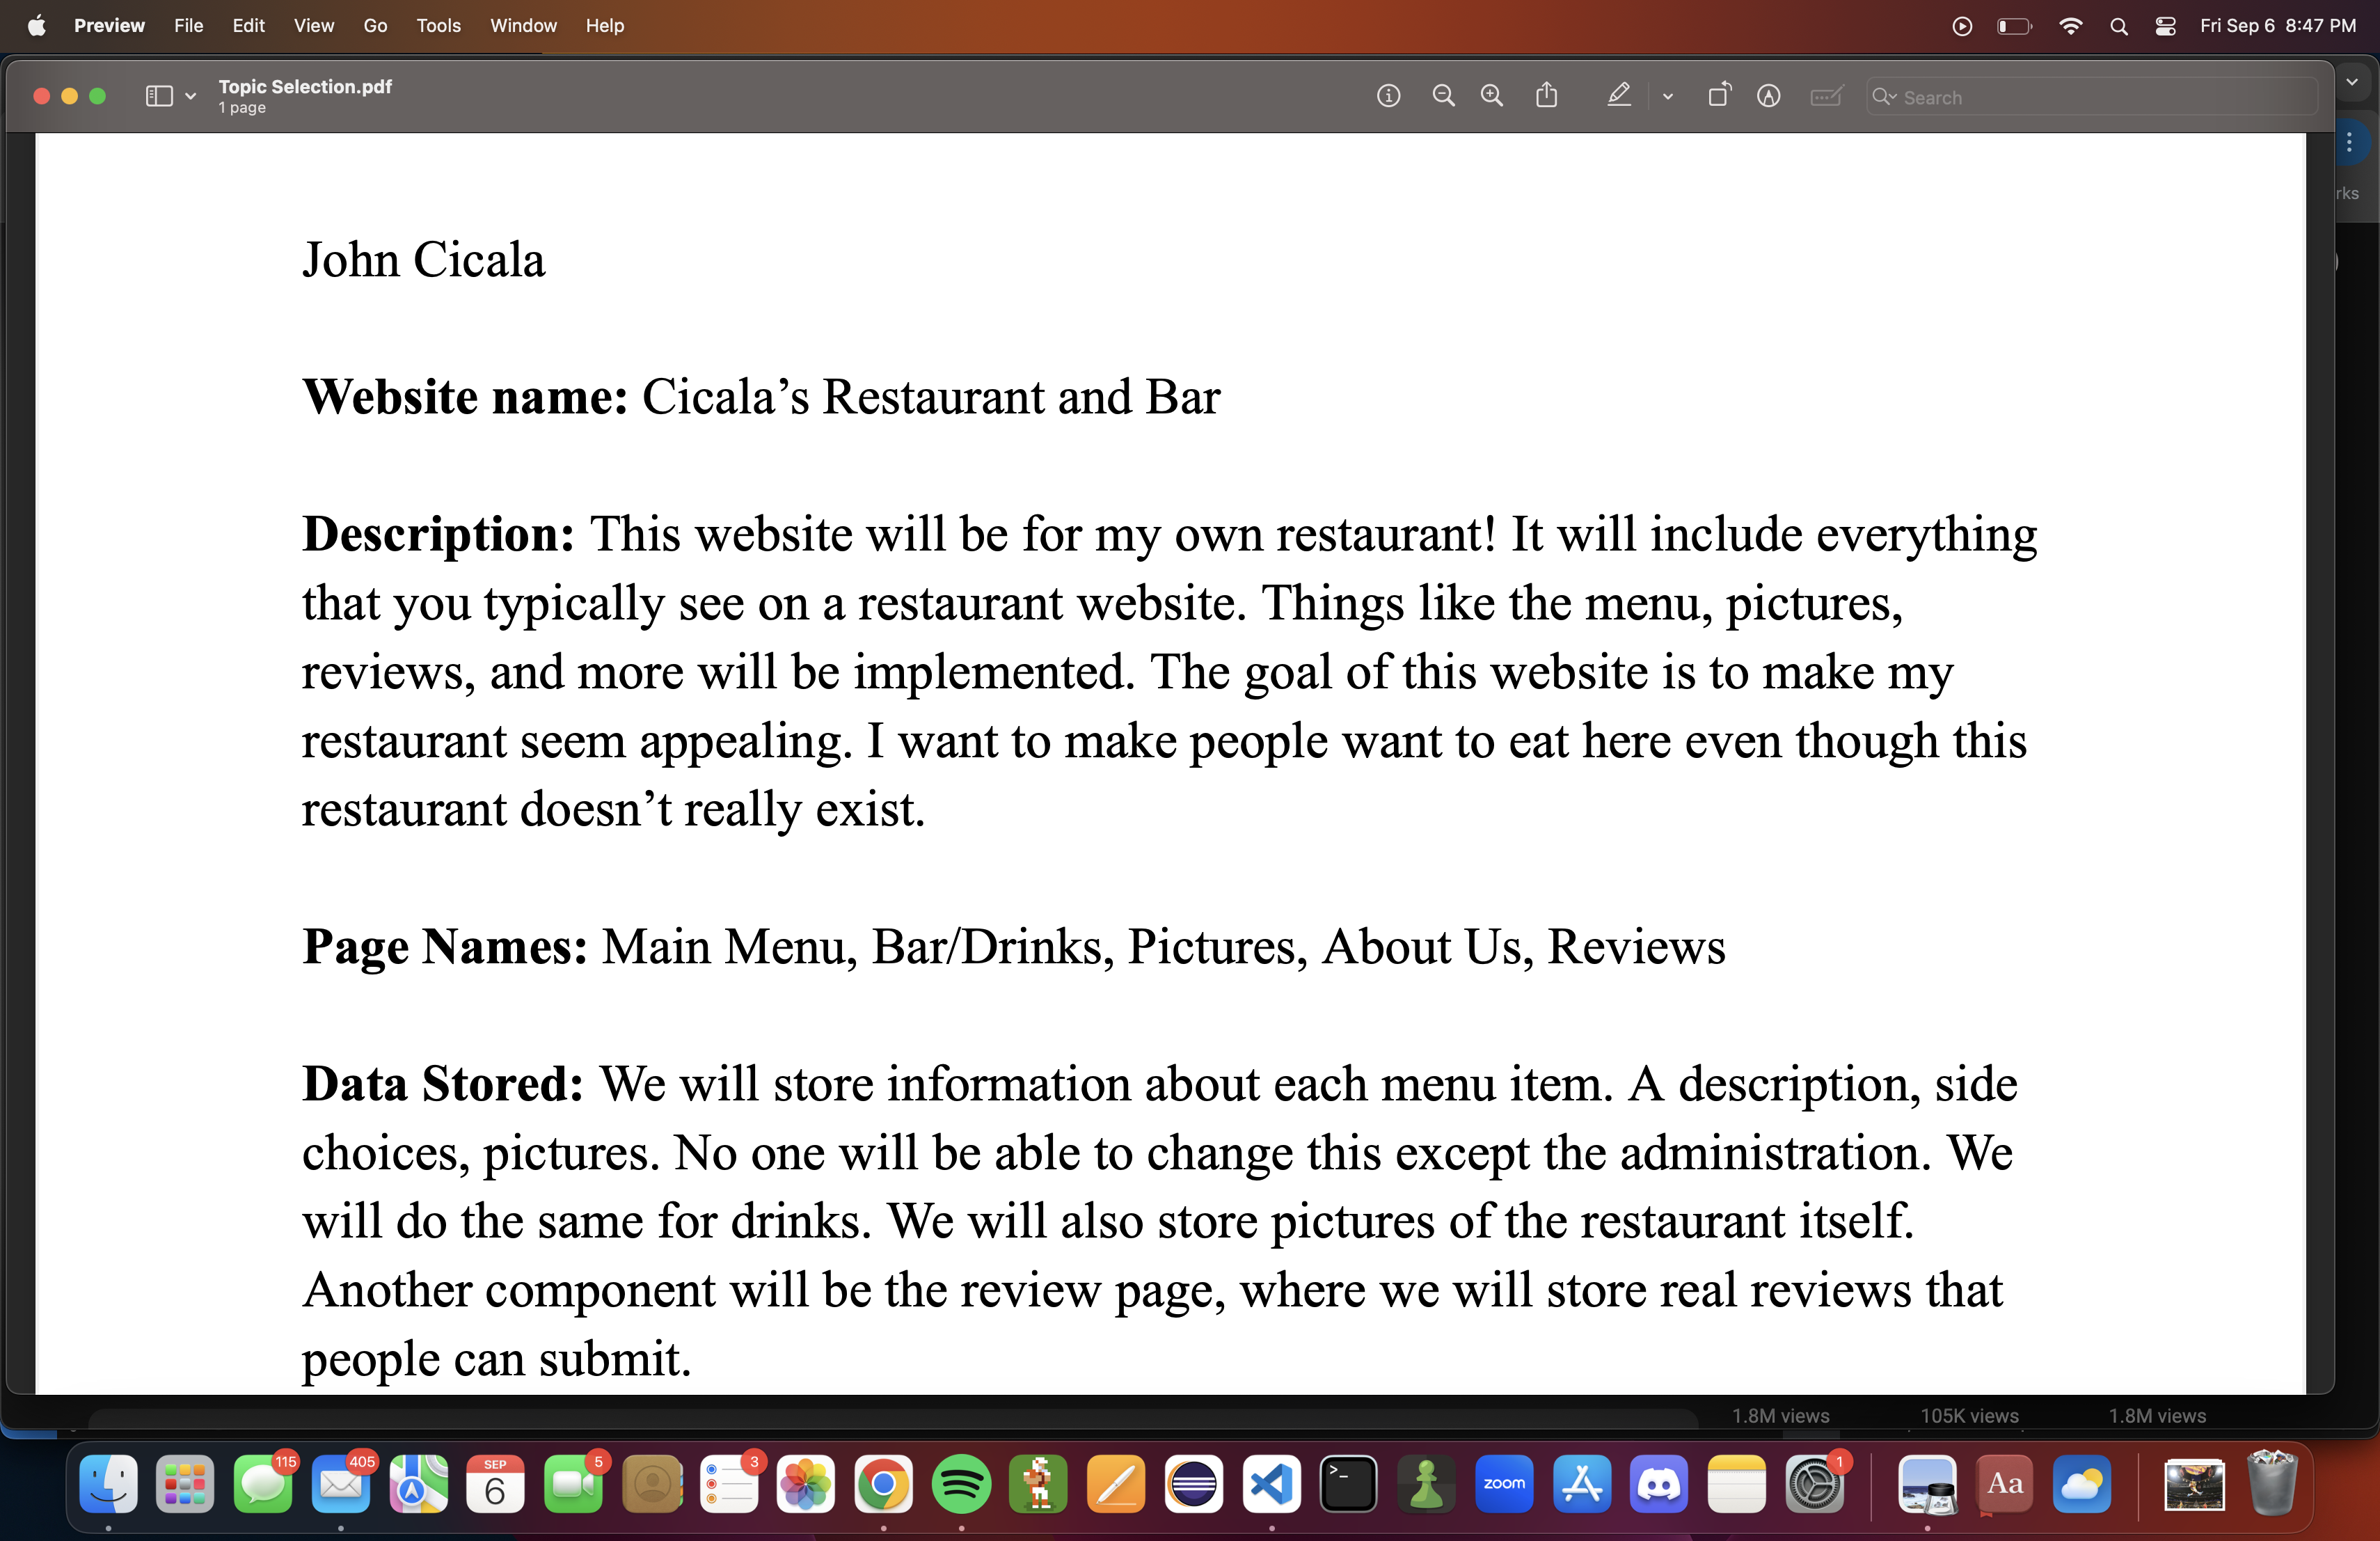 Preview File Edit View Go Tools Window Help
Fri Sep 6 8:47 PM
Topic Selection.pdf
1 page
Search
rks
John Cicala
Website name: Cicala’s Restaurant and Bar
Description: This website will be for my own restaurant! It will include everything
that you typically see on a restaurant website. Things like the menu, pictures,
reviews, and more will be implemented. The goal of this website is to make my
restaurant seem appealing. I want to make people want to eat here even though this
restaurant doesn’t really exist.
Page Names: Main Menu, Bar/Drinks, Pictures, About Us, Reviews
Data Stored: We will store information about each menu item. A description, side
choices, pictures. No one will be able to change this except the administration. We
will do the same for drinks. We will also store pictures of the restaurant itself.
Another component will be the review page, where we will store real reviews that
people can submit.
1.8M views 105K views 1.8M views
115 405 SEP 6 5 3 >_ zoom 1 Aa